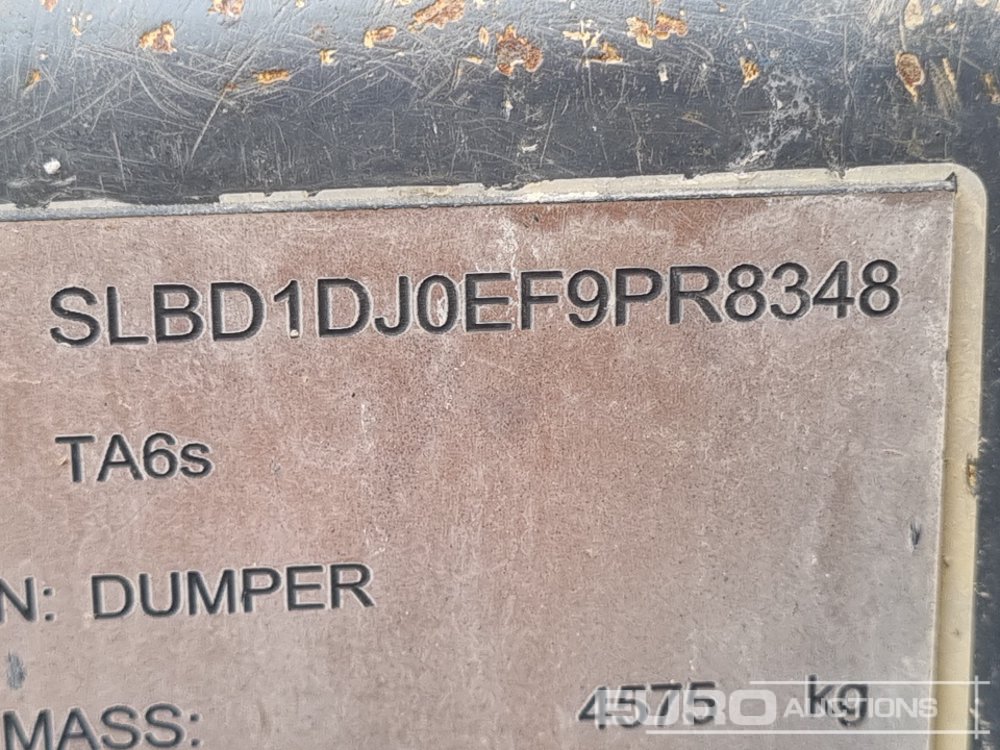 SLBD1DJ0EF9PR8348
TA6s
N: DUMPER
MASS: 4575 kg
EURO AUCTIONS